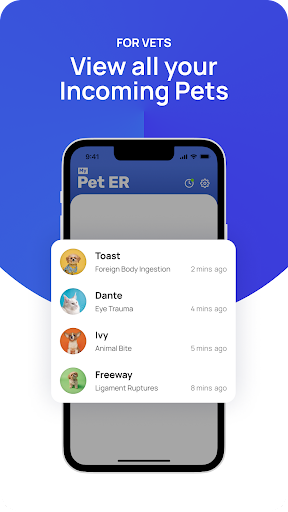 FOR VETS
View all your
Incoming Pets
9:41
My
Pet ER
Toast
Foreign Body Ingestion 2 mins ago
Dante
Eye Trauma 4 mins ago
Ivy
Animal Bite 5 mins ago
Freeway
Ligament Ruptures 8 mins ago